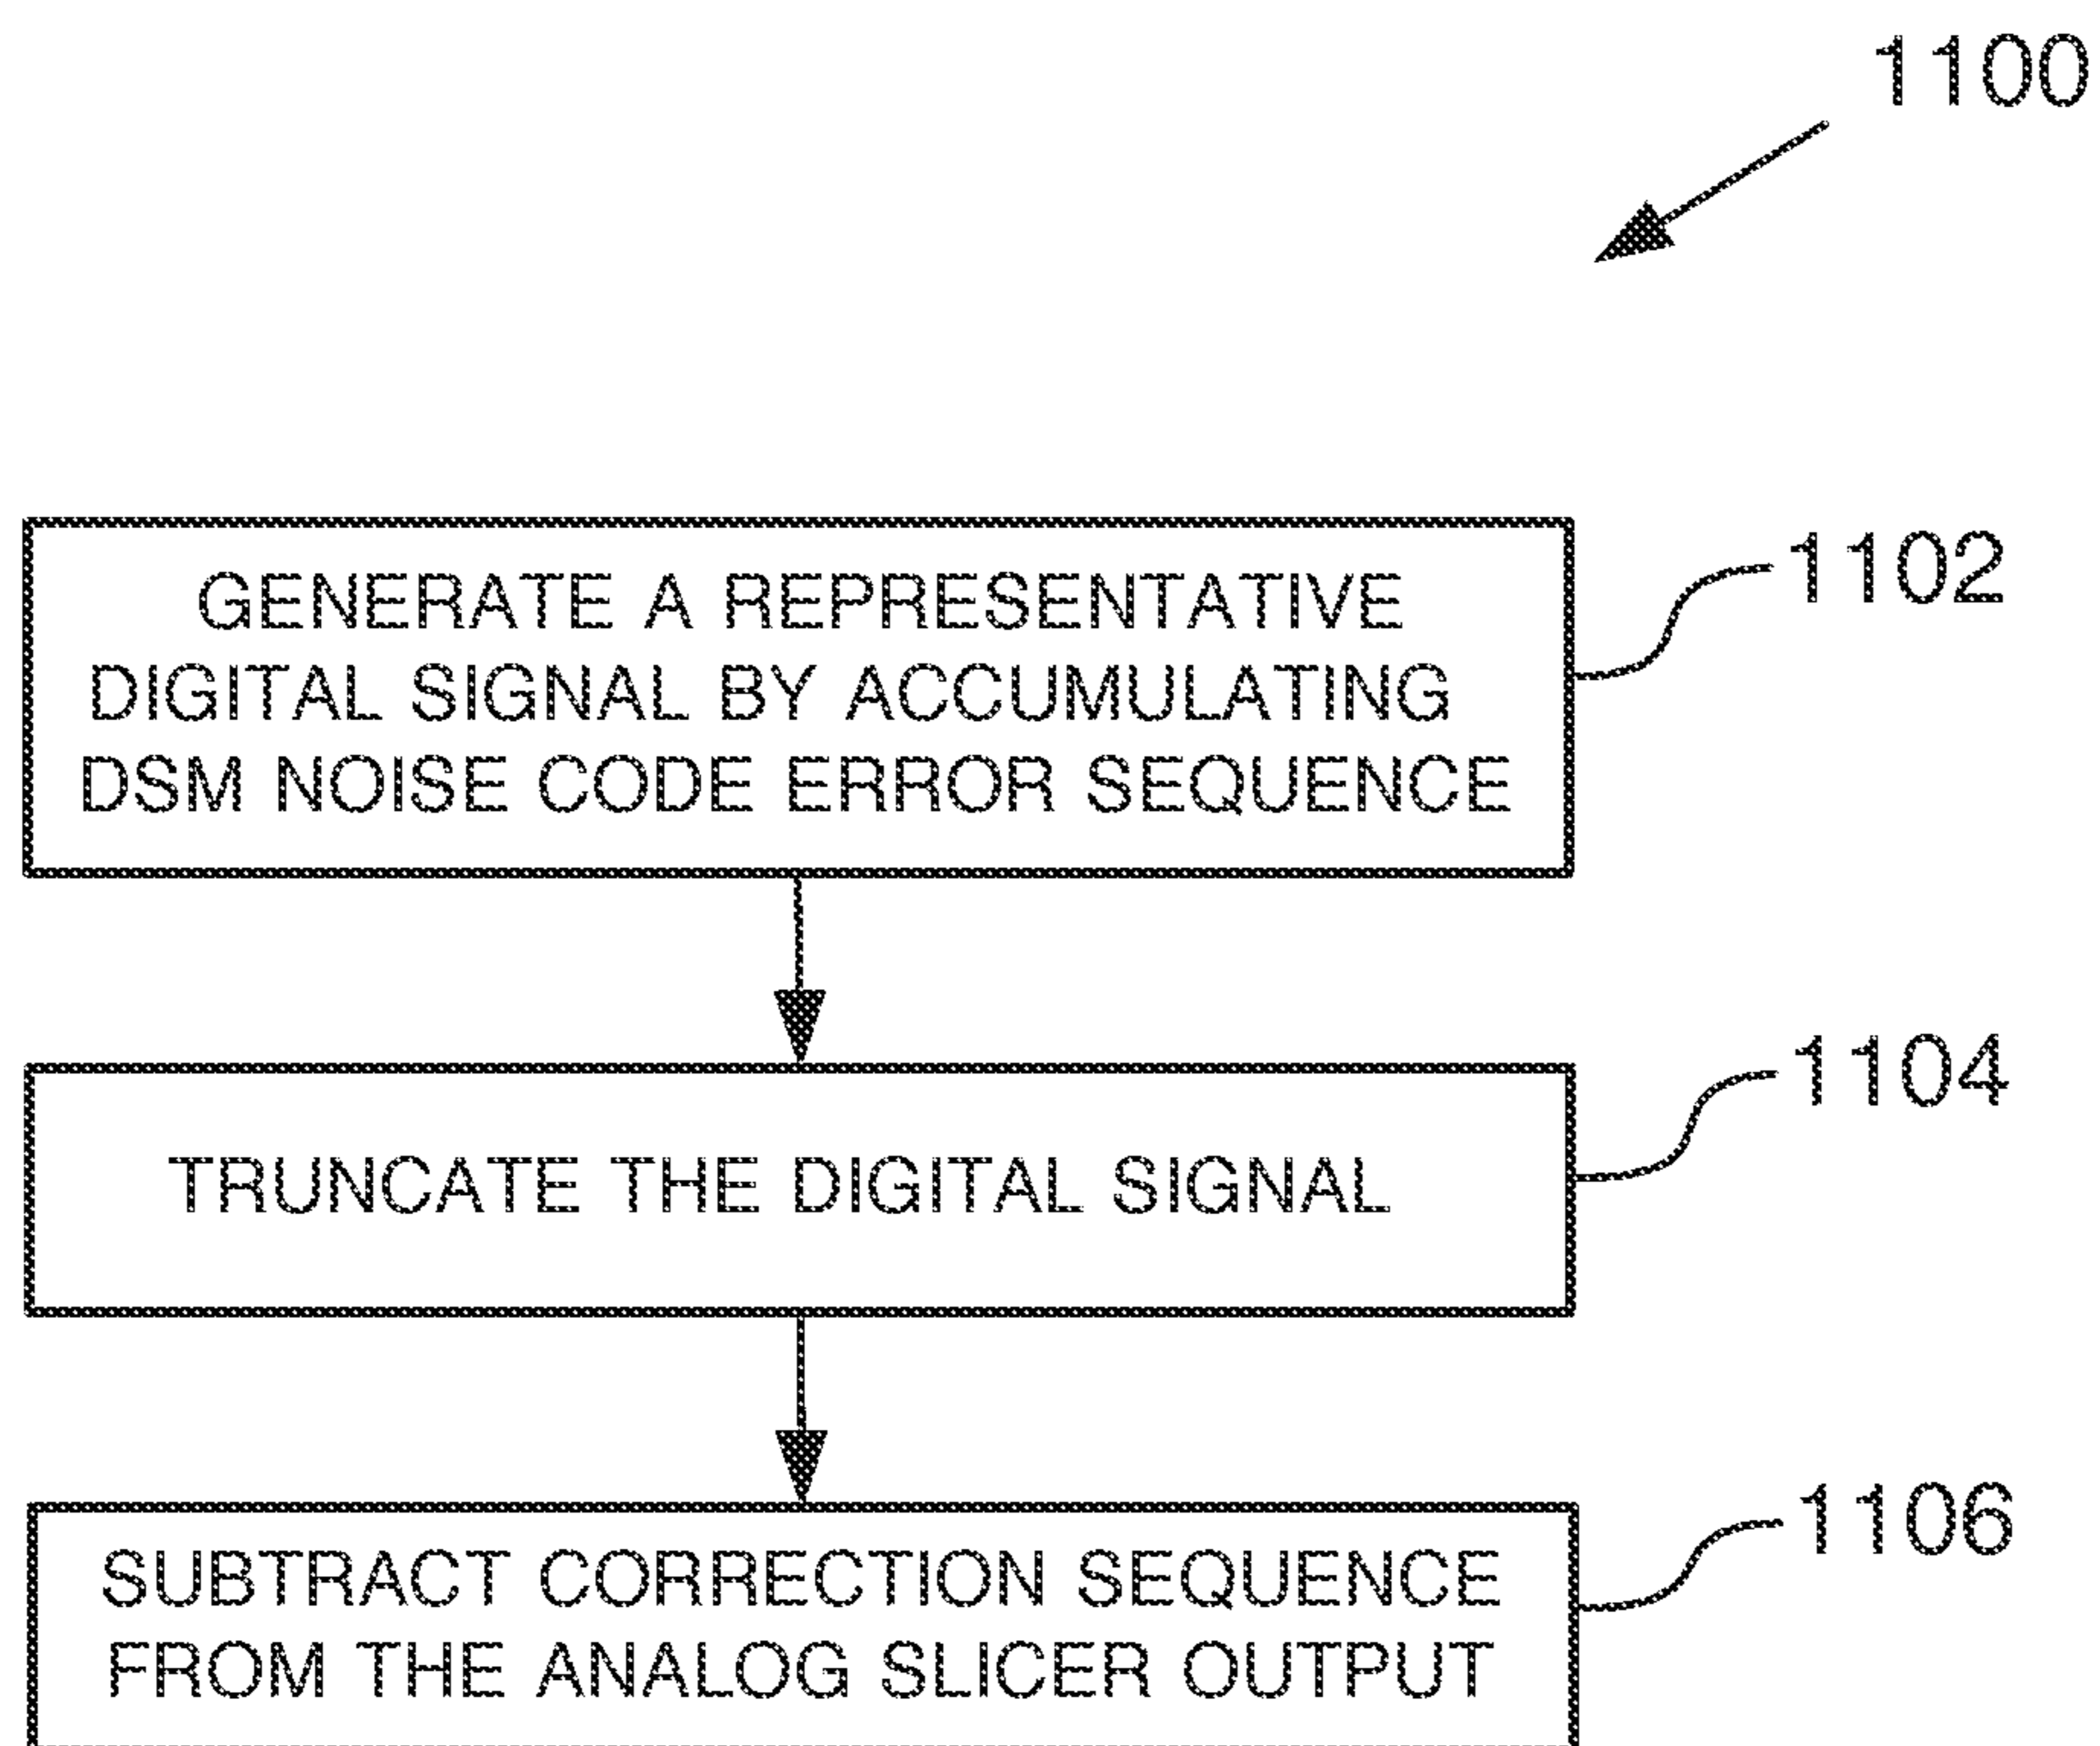 1100
GENERATE A REPRESENTATIVE
DIGITAL SIGNAL BY ACCUMULATING
DSM NOISE CODE ERROR SEQUENCE
1102
TRUNCATE THE DIGITAL SIGNAL
1104
SUBTRACT CORRECTION SEQUENCE
FROM THE ANALOG SLICER OUTPUT
1106